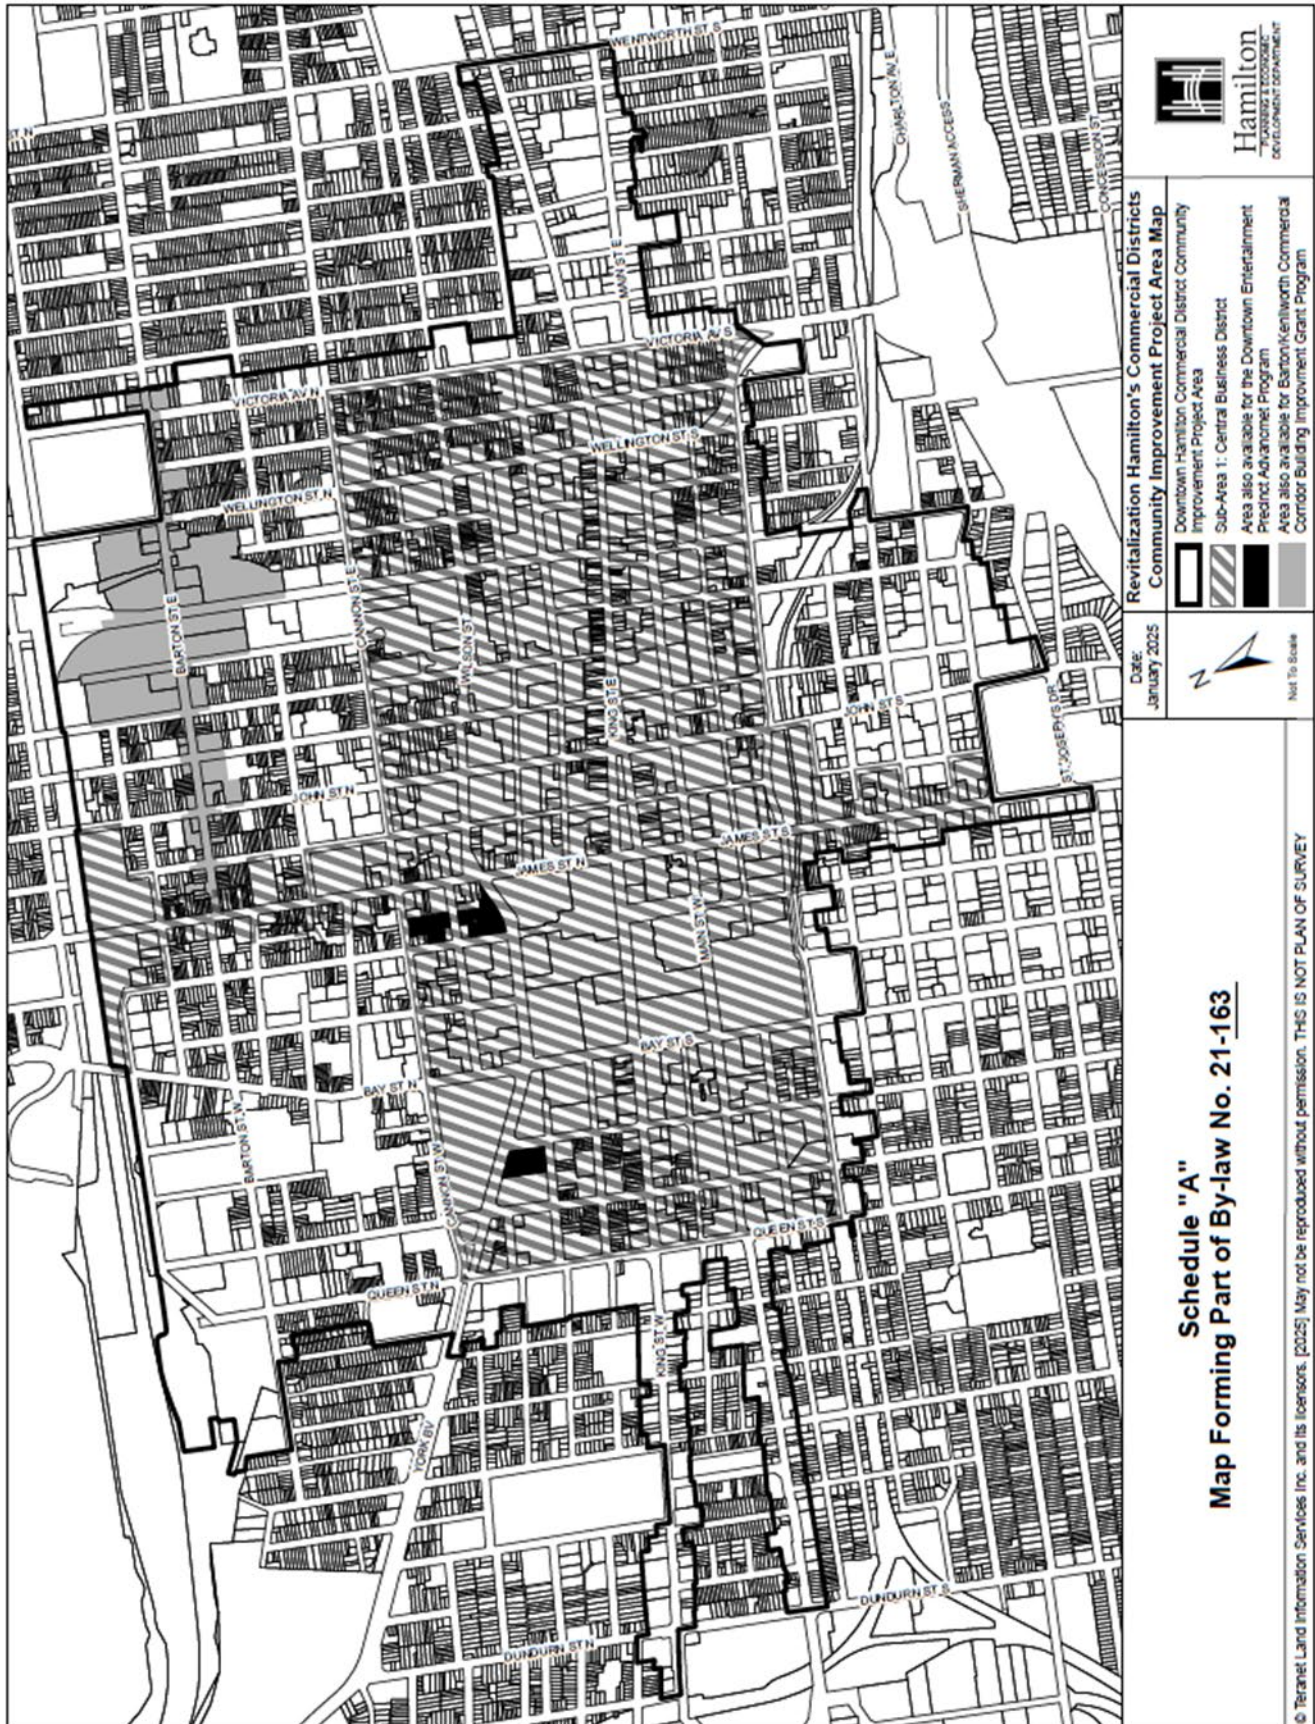 ST N
WENTWORTH ST S
CHARLTON AV E
SHERMAN ACCESS
CONCESSION ST
MAIN ST E
VICTORIA AV S
VICTORIA AV N
WELLINGTON ST S
WELLINGTON ST N
BARTON ST E
CANNON ST E
WILSON ST
KING ST E
JOHN ST S
ST JOSEPH'S DR
JOHN ST N
JAMES ST S
JAMES ST N
MAIN ST W
BAY ST S
BAY ST N
BARTON ST W
CANNON ST W
QUEEN ST S
QUEEN ST N
KING ST W
YORK BV
DUNDURN ST S
DUNDURN ST N
Schedule "A"
Map Forming Part of By-law No. 21-163
Date:
January 2025
N
Not To Scale
Revitalization Hamilton's Commercial Districts
Community Improvement Project Area Map
Downtown Hamilton Commercial District Community
Improvement Project Area
Sub-Area 1: Central Business District
Area also available for the Downtown Entertainment
Precinct Advancmet Program
Area also available for Barton/Kenilworth Commercial
Corridor Building Improvment Grant Program
Hamilton
PLANNING & ECONOMIC
DEVELOPMENT DEPARTMENT
© Teranet Land Information Services Inc. and its licensors. [2025] May not be reproduced without permission. THIS IS NOT PLAN OF SURVEY